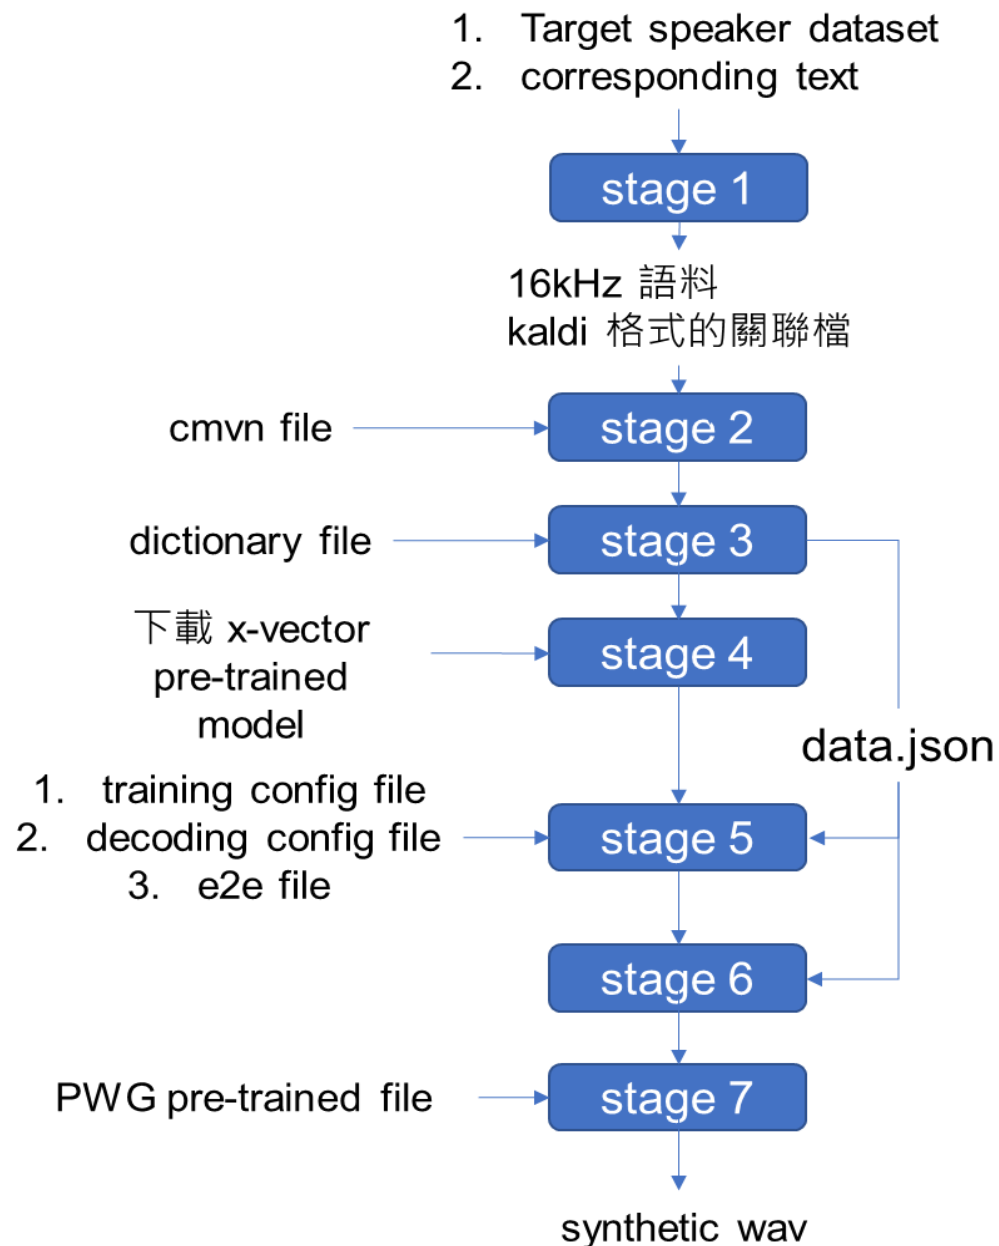 1. Target speaker dataset
2. corresponding text
stage 1
16kHz 語料
kaldi 格式的關聯檔
cmvn file
stage 2
dictionary file
stage 3
下載 x-vector
pre-trained
model
stage 4
data.json
1. training config file
2. decoding config file
3. e2e file
stage 5
stage 6
PWG pre-trained file
stage 7
synthetic wav